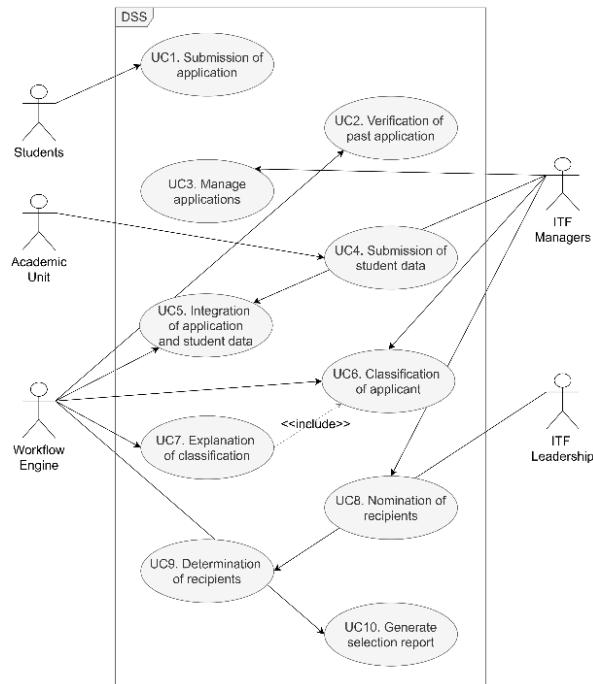 DSS
UC1. Submission of
application
Students
UC2. Verification of
past application
UC3. Manage
applications
ITF
Managers
Academic
Unit
UC4. Submission of
student data
UC5. Integration
of application
and student data
UC6. Classification
of applicant
<<include>>
Workflow
Engine
UC7. Explanation
of classification
ITF
Leadership
UC8. Nomination of
recipients
UC9. Determination
of recipients
UC10. Generate
selection report